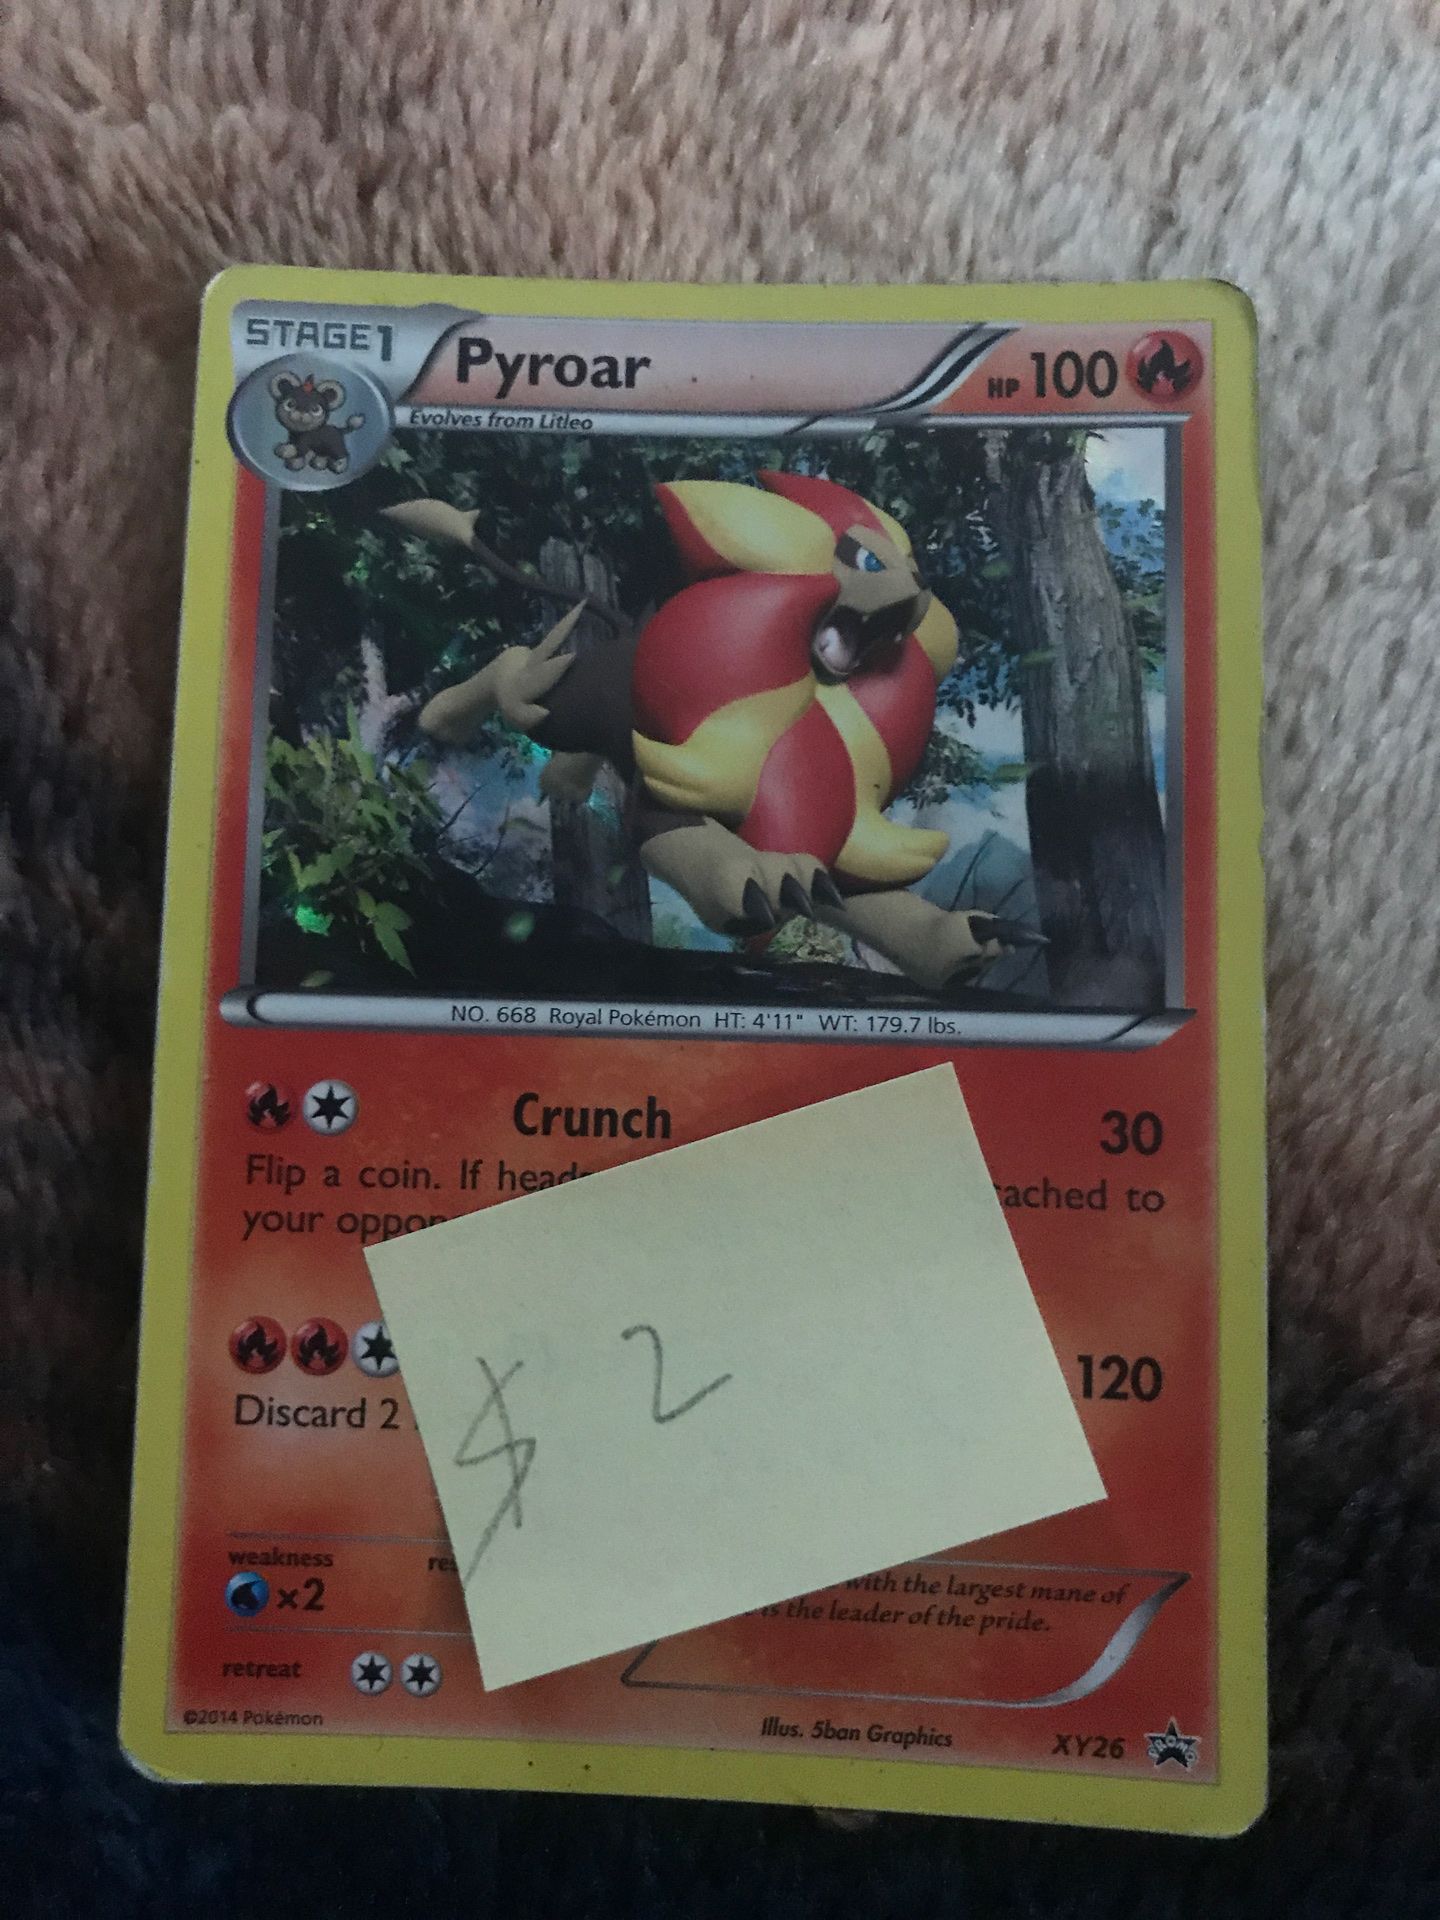 STAGE1
Pyroar
HP 100
Evolves from Litleo
NO. 668 Royal Pokémon HT: 4'11" WT: 179.7 lbs.
Crunch 30
Flip a coin. If heads ached to
your oppon
120
Discard 2
$ 2
weakness
×2
retreat
with the largest mane of
is the leader of the pride.
©2014 Pokémon
Illus. 5ban Graphics
XY26
PROMO